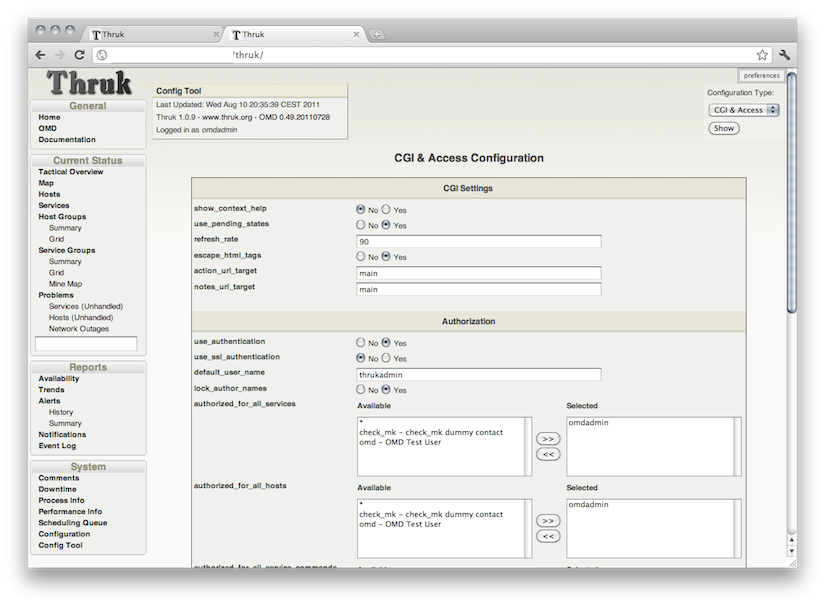 Thruk
Thruk
'thruk/
Thruk
General
Home
OMD
Documentation
Current Status
Tactical Overview
Map
Hosts
Services
Host Groups
Summary
Grid
Service Groups
Summary
Grid
Mine Map
Problems
Services (Unhandled)
Hosts (Unhandled)
Network Outages
Reports
Availability
Trends
Alerts
History
Summary
Notifications
Event Log
System
Comments
Downtime
Process Info
Performance Info
Scheduling Queue
Configuration
Config Tool
Config Tool
Last Updated: Wed Aug 10 20:35:39 CEST 2011
Thruk 1.0.9 - www.thruk.org - OMD 0.49.20110728
Logged in as omdadmin
preferences
Configuration Type:
CGI & Access
Show
CGI & Access Configuration
CGI Settings
show_context_help No Yes
use_pending_states No Yes
refresh_rate 90
escape_html_tags No Yes
action_url_target main
notes_url_target main
Authorization
use_authentication No Yes
use_ssl_authentication No Yes
default_user_name thrukadmin
lock_author_names No Yes
authorized_for_all_services Available Selected
* omdadmin
check_mk - check_mk dummy contact
>>
omd - OMD Test User
<<
authorized_for_all_hosts Available Selected
* omdadmin
check_mk - check_mk dummy contact
>>
omd - OMD Test User
<<
authorized_for_all_service_commands Available Selected